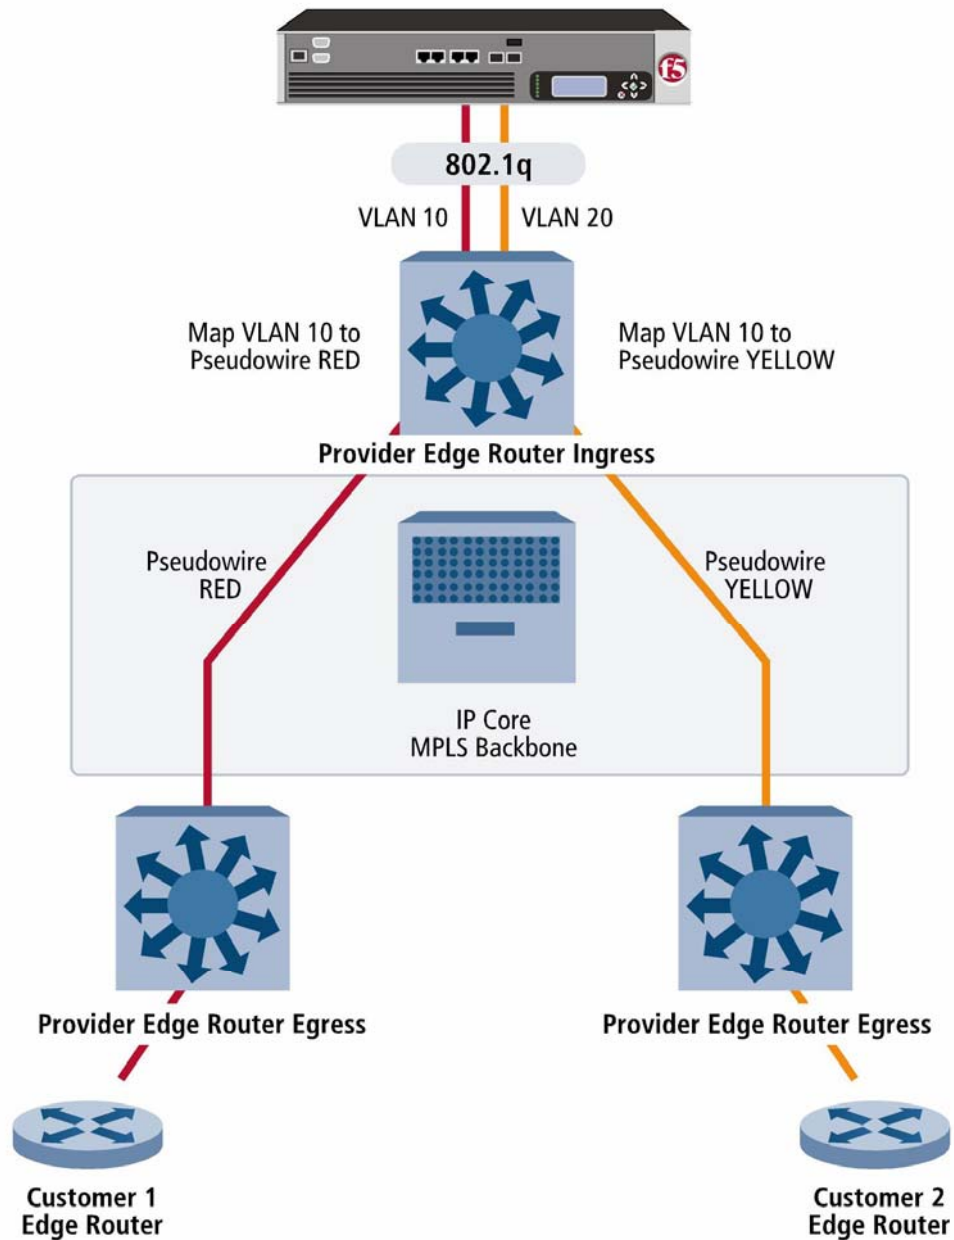 f5
802.1q
VLAN 10
VLAN 20
Map VLAN 10 to
Pseudowire RED
Map VLAN 10 to
Pseudowire YELLOW
Provider Edge Router Ingress
Pseudowire
RED
Pseudowire
YELLOW
IP Core
MPLS Backbone
Provider Edge Router Egress
Provider Edge Router Egress
Customer 1
Edge Router
Customer 2
Edge Router